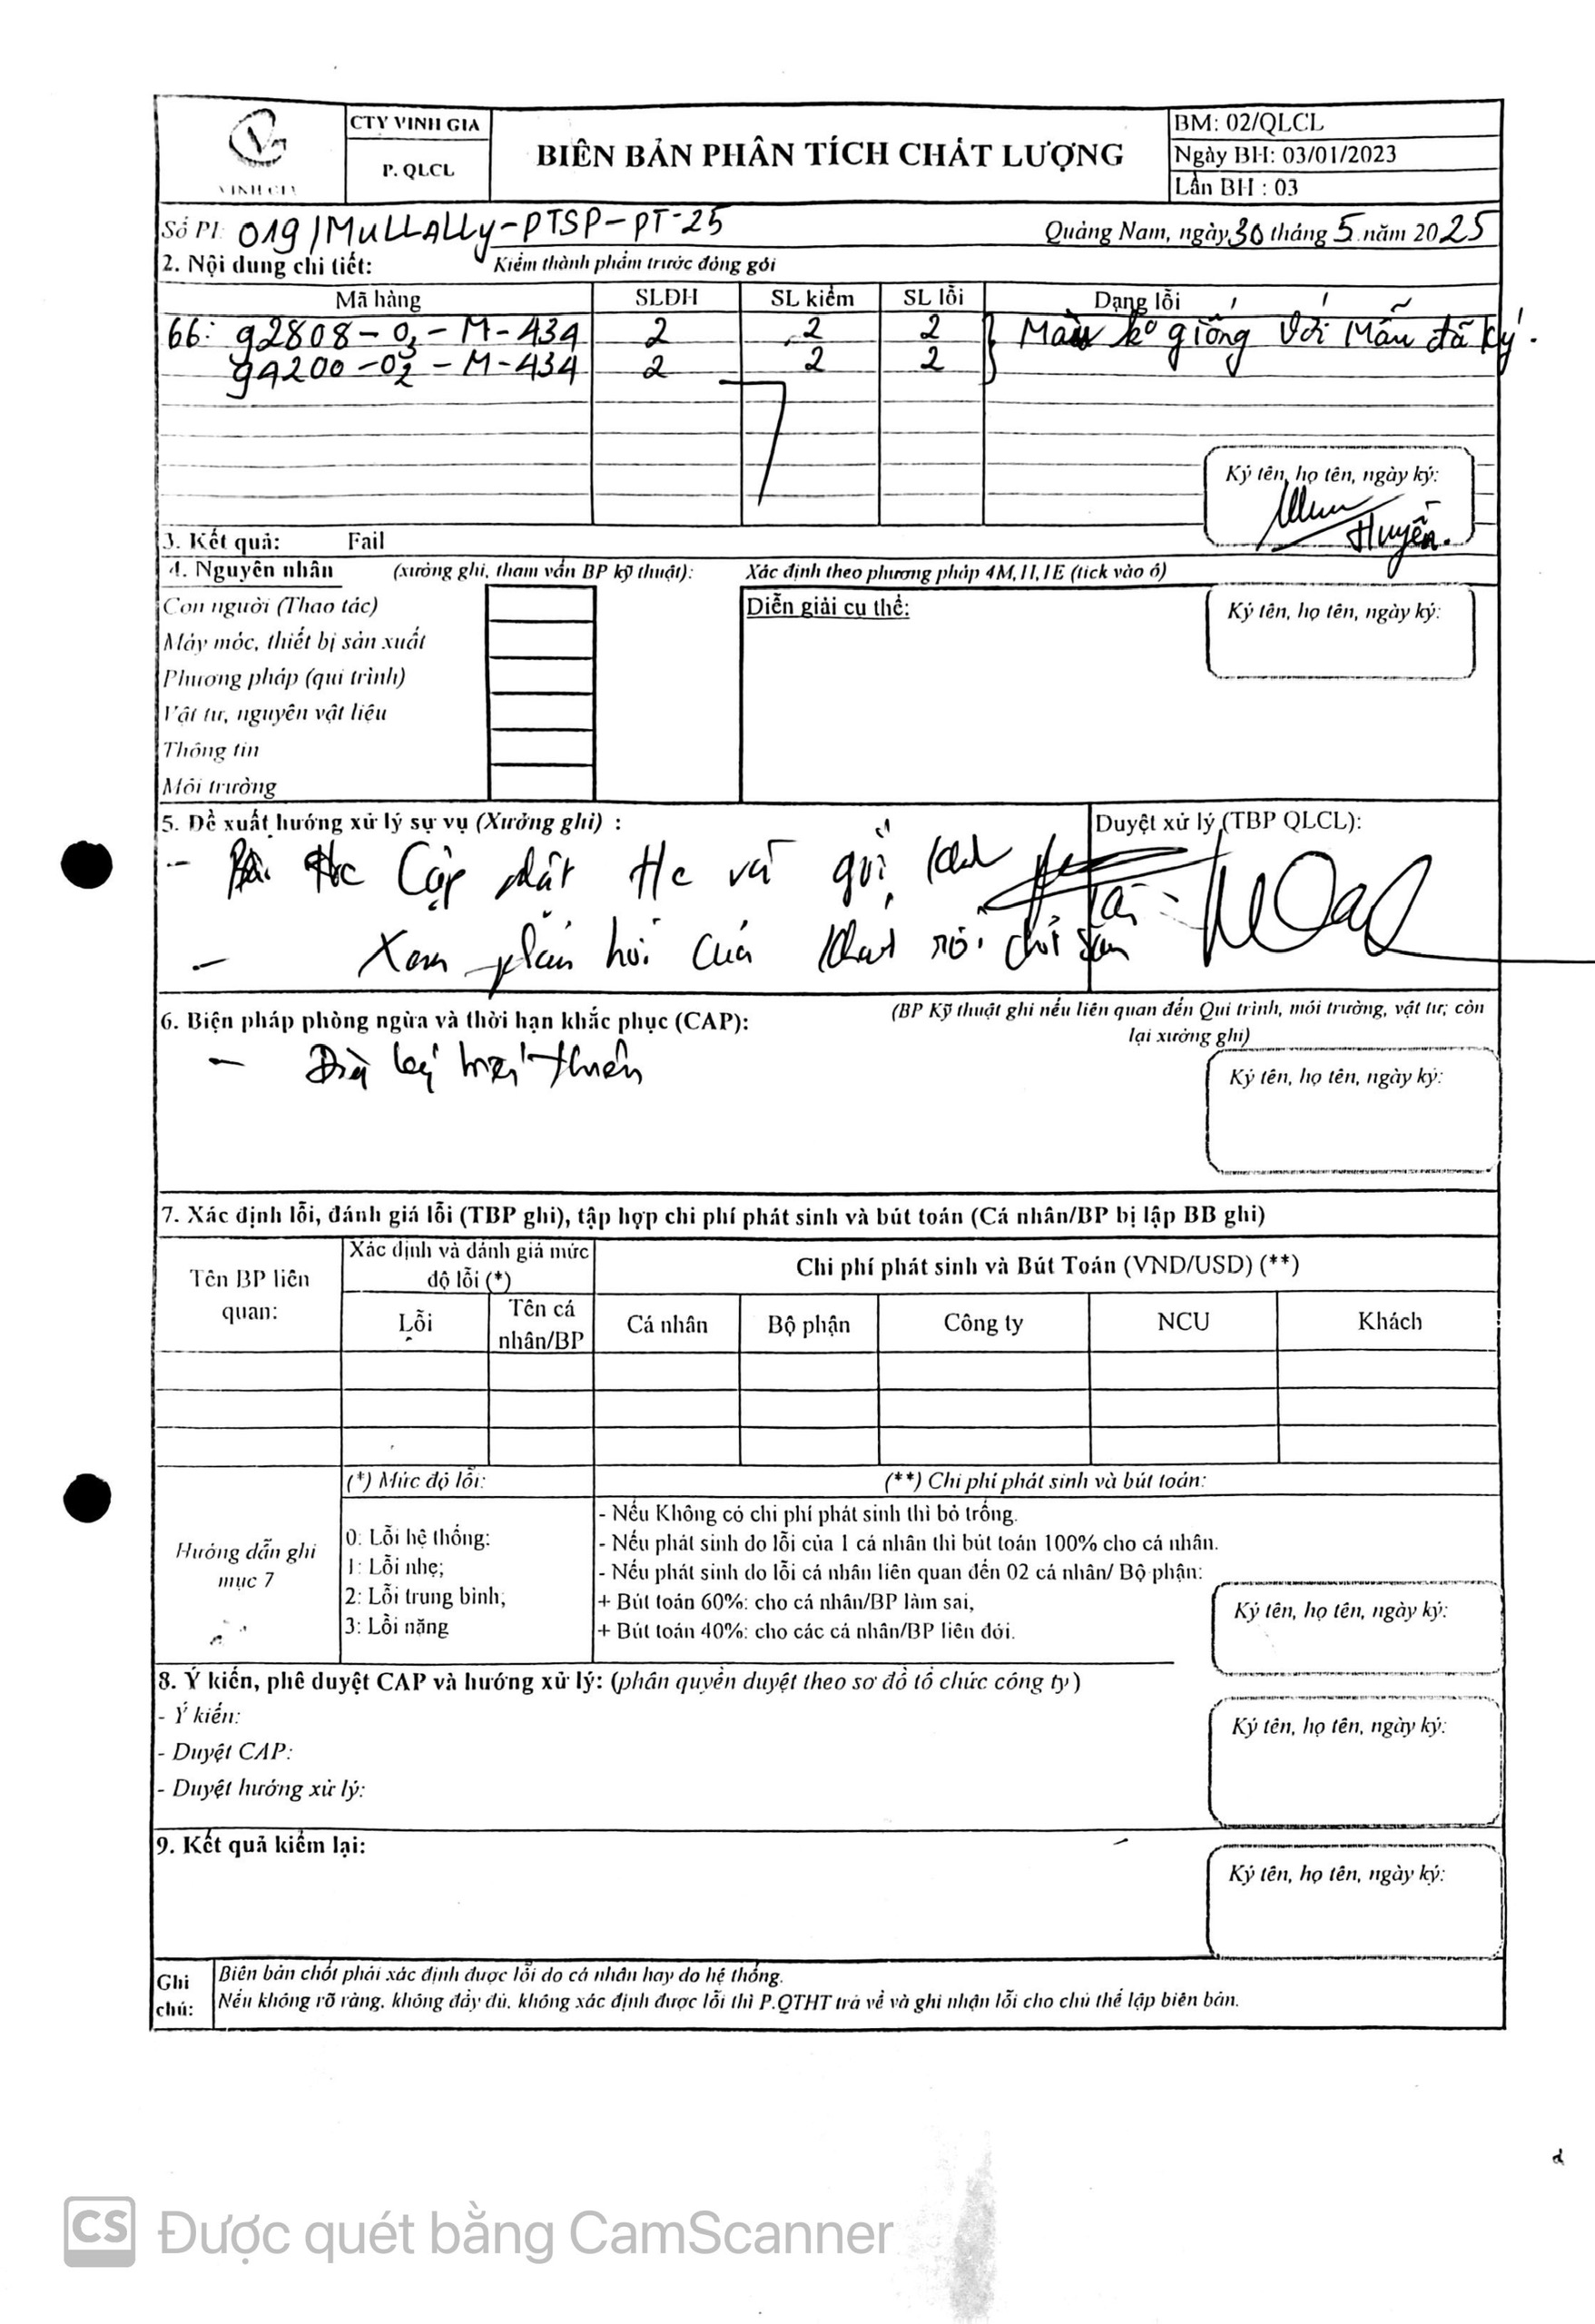 CTY VINH GIA
P. QLCL
VINH GIA
BIÊN BẢN PHÂN TÍCH CHẤT LƯỢNG
BM: 02/QLCL
Ngày BH: 03/01/2023
Lần BH : 03
Số PI: 019/MULLALLY-PTSP-PT-25
Quảng Nam, ngày 30 tháng 5 năm 2025
2. Nội dung chi tiết: Kiểm thành phẩm trước đóng gói
Mã hàng SLĐH SL kiểm SL lỗi Dạng lỗi
66: 92808-02-M-434 2 2 2 Màu ko giống với Mẫu đã ký.
94200-02-M-434 2 2 2
Ký tên, họ tên, ngày ký:
Huyền.
3. Kết quả: Fail
4. Nguyên nhân (xưởng ghi, tham vấn BP kỹ thuật): Xác định theo phương pháp 4M,1I,1E (tick vào ô)
Con người (Thao tác)
Máy móc, thiết bị sản xuất
Phương pháp (qui trình)
Vật tư, nguyên vật liệu
Thông tin
Môi trường
Diễn giải cụ thể:
Ký tên, họ tên, ngày ký:
5. Đề xuất hướng xử lý sự vụ (Xưởng ghi) :
Duyệt xử lý (TBP QLCL):
- Cập nhật và gửi
- Xem phản hồi của
6. Biện pháp phòng ngừa và thời hạn khắc phục (CAP):
(BP Kỹ thuật ghi nếu liên quan đến Qui trình, môi trường, vật tư; còn
lại xưởng ghi)
Ký tên, họ tên, ngày ký:
7. Xác định lỗi, đánh giá lỗi (TBP ghi), tập hợp chi phí phát sinh và bút toán (Cá nhân/BP bị lập BB ghi)
Tên BP liên
quan:
Xác định và đánh giá mức
độ lỗi (*)
Chi phí phát sinh và Bút Toán (VND/USD) (**)
Lỗi
Tên cá
nhân/BP
Cá nhân Bộ phận Công ty NCU Khách
Hướng dẫn ghi
mục 7
(*) Mức độ lỗi:
0: Lỗi hệ thống:
1: Lỗi nhẹ;
2: Lỗi trung bình;
3: Lỗi nặng
(**) Chi phí phát sinh và bút toán:
- Nếu Không có chi phí phát sinh thì bỏ trống.
- Nếu phát sinh do lỗi của 1 cá nhân thì bút toán 100% cho cá nhân.
- Nếu phát sinh do lỗi cá nhân liên quan đến 02 cá nhân/ Bộ phận:
+ Bút toán 60%: cho cá nhân/BP làm sai,
+ Bút toán 40%: cho các cá nhân/BP liên đới.
Ký tên, họ tên, ngày ký:
8. Ý kiến, phê duyệt CAP và hướng xử lý: (phân quyền duyệt theo sơ đồ tổ chức công ty)
- Ý kiến:
- Duyệt CAP:
- Duyệt hướng xử lý:
Ký tên, họ tên, ngày ký:
9. Kết quả kiểm lại:
Ký tên, họ tên, ngày ký:
Ghi
chú:
Biên bản chốt phải xác định được lỗi do cá nhân hay do hệ thống.
Nếu không rõ ràng, không đầy đủ, không xác định được lỗi thì P.QTHT trả về và ghi nhận lỗi cho chủ thể lập biên bản.
CS Được quét bằng CamScanner